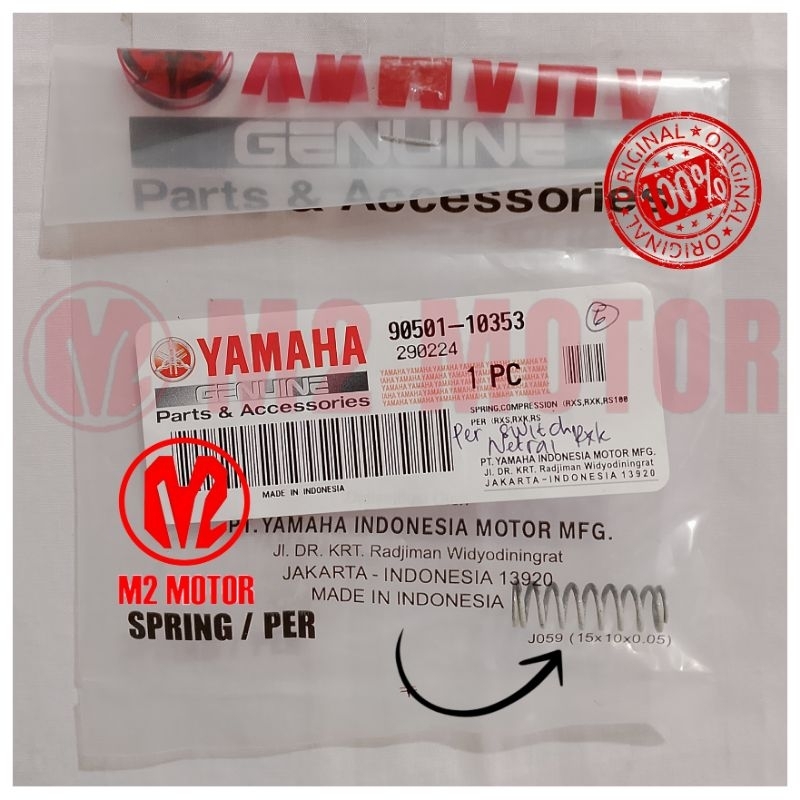 YAMAHA
GENUINE
Parts & Accessories
ORIGINAL ★ ORIGINAL ★ ORIGINAL
100%
M2 MOTOR
YAMAHA
GENUINE
Parts & Accessories
90501-10353
290224
1 PC
6
SPRING,COMPRESSION (RXS,RXK,RS100
PER (RXS,RXK,RS
Per switch rxk
Netral
PT. YAMAHA INDONESIA MOTOR MFG.
Jl. DR. KRT. Radjiman Widyodiningrat
JAKARTA-INDONESIA 13920
MADE IN INDONESIA
M2 MOTOR
SPRING / PER
PT. YAMAHA INDONESIA MOTOR MFG.
Jl. DR. KRT. Radjiman Widyodiningrat
JAKARTA - INDONESIA 13920
MADE IN INDONESIA
J059 (15x10x0.05)